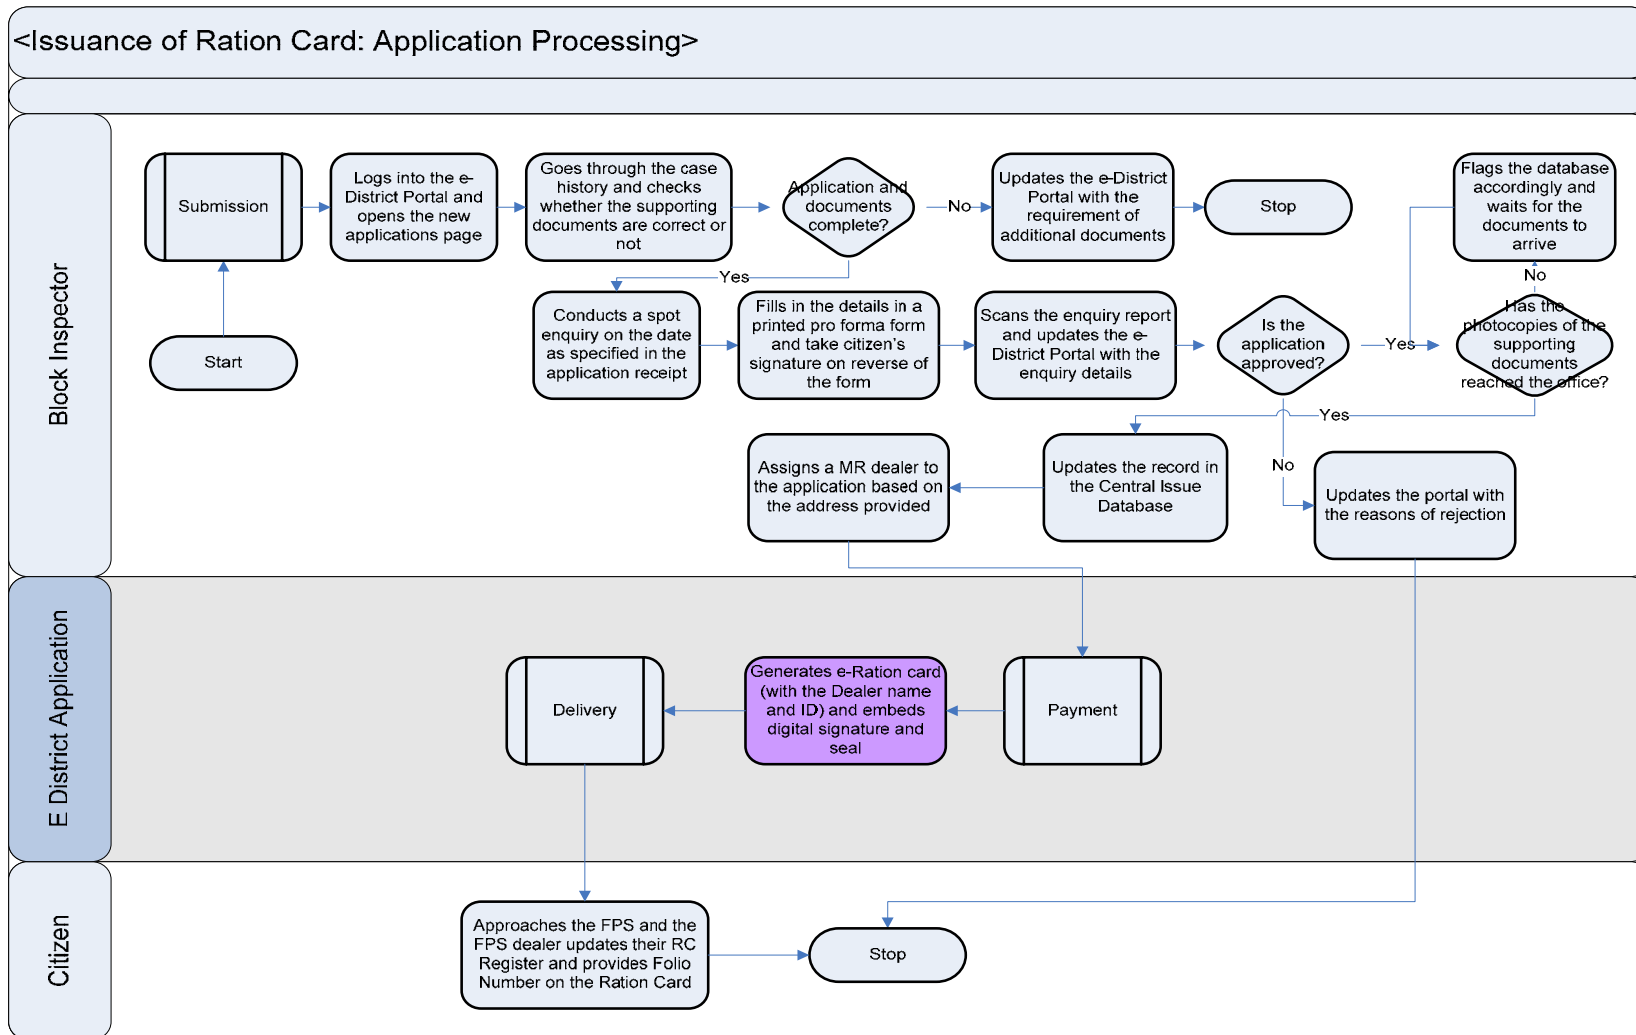 <Issuance of Ration Card: Application Processing>
Block Inspector
Submission
Logs into the e-
District Portal and
opens the new
applications page
Goes through the case
history and checks
whether the supporting
documents are correct or
not
Application and
documents
complete?
No
Updates the e-District
Portal with the
requirement of
additional documents
Stop
Flags the database
accordingly and
waits for the
documents to
arrive
Yes
No
Start
Conducts a spot
enquiry on the date
as specified in the
application receipt
Fills in the details in a
printed pro forma form
and take citizen's
signature on reverse of
the form
Scans the enquiry report
and updates the e-
District Portal with the
enquiry details
Is the
application
approved?
Yes
Has the
photocopies of the
supporting
documents
reached the office?
Yes
No
Assigns a MR dealer to
the application based on
the address provided
Updates the record in
the Central Issue
Database
Updates the portal with
the reasons of rejection
E District Application
Delivery
Generates e-Ration card
(with the Dealer name
and ID) and embeds
digital signature and
seal
Payment
Citizen
Approaches the FPS and the
FPS dealer updates their RC
Register and provides Folio
Number on the Ration Card
Stop